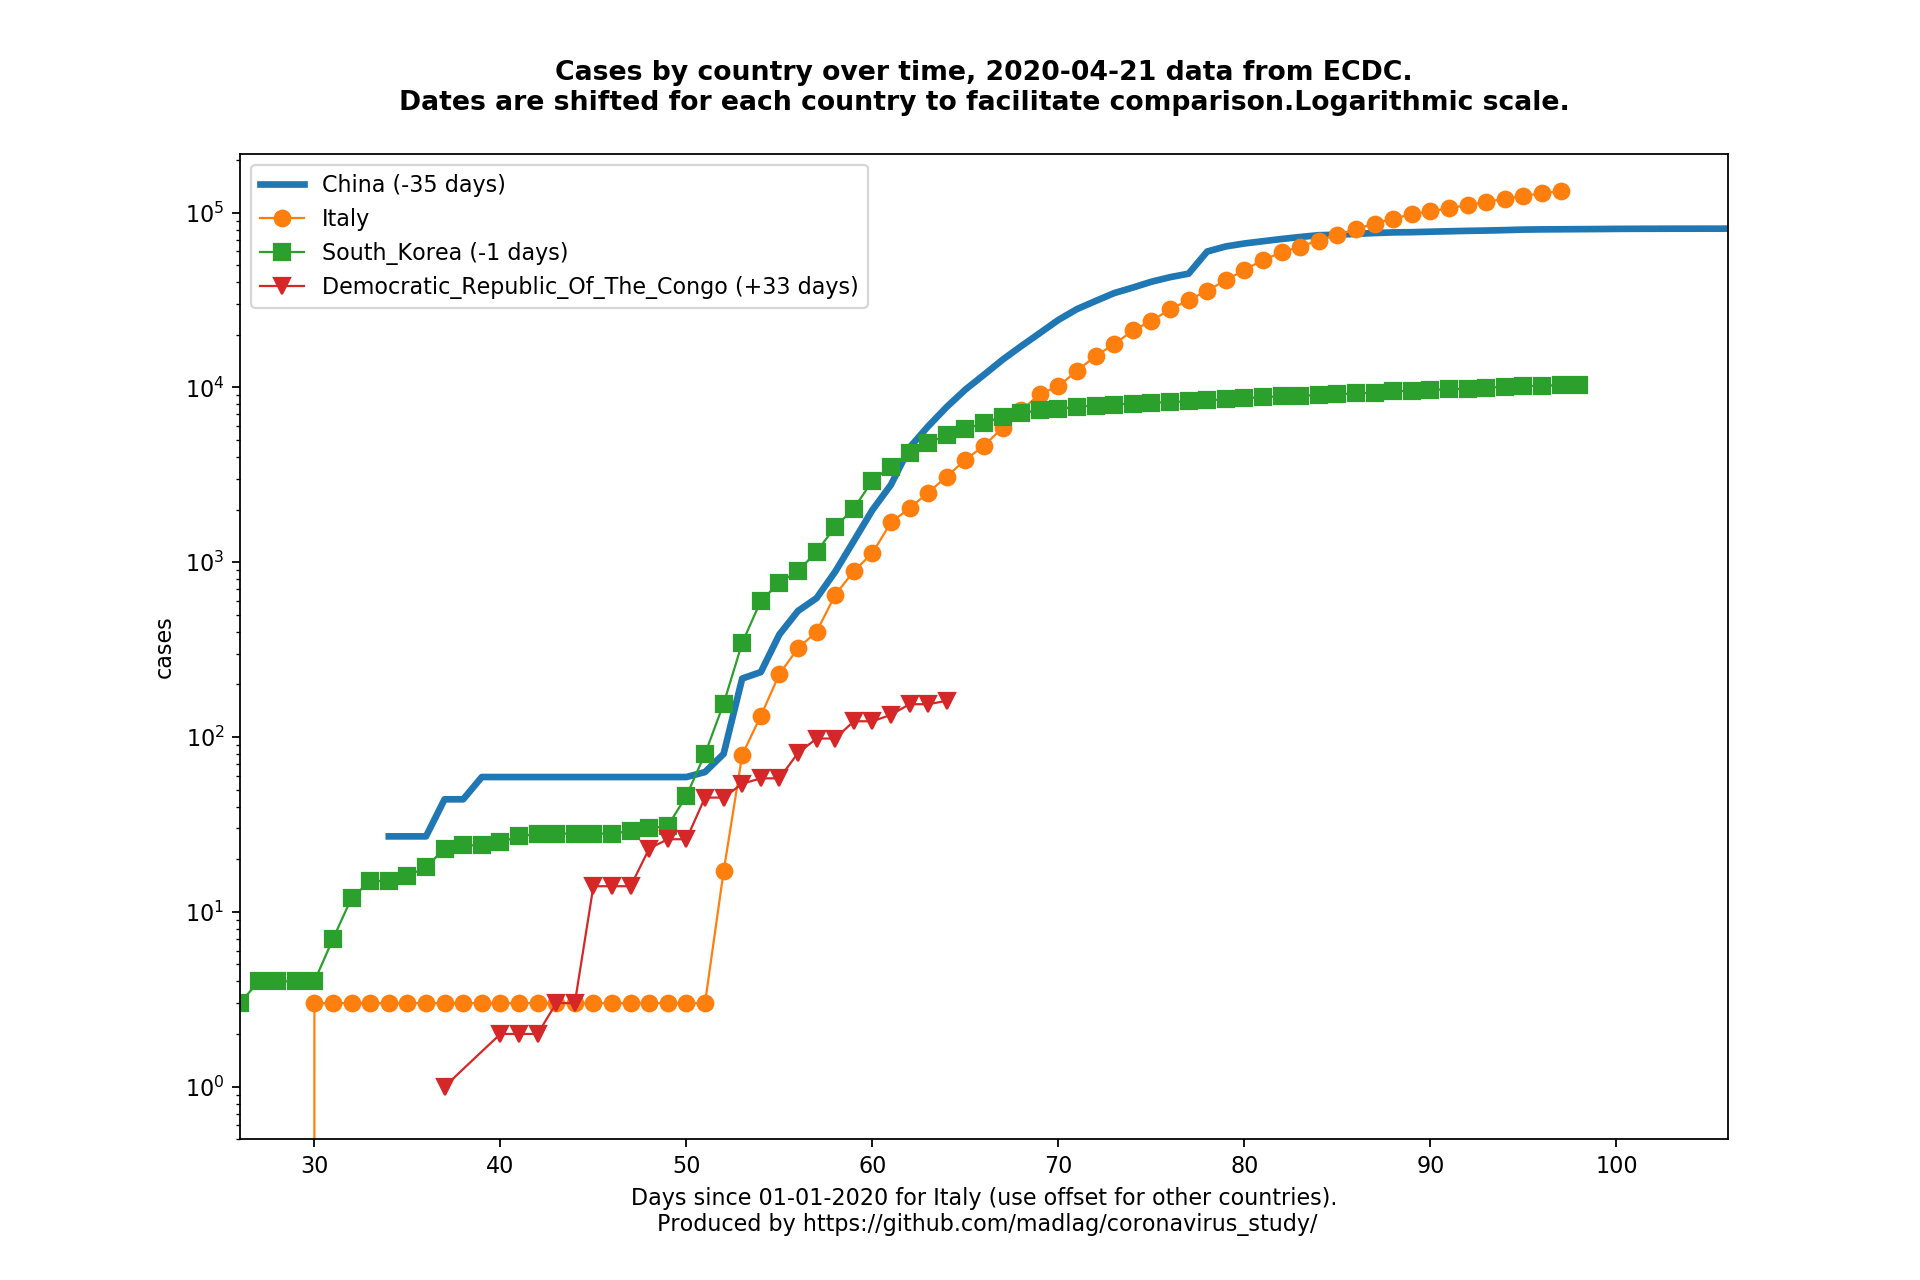 Cases by country over time, 2020-04-21 data from ECDC.
Dates are shifted for each country to facilitate comparison.Logarithmic scale.
China (-35 days)
Italy
South_Korea (-1 days)
Democratic_Republic_Of_The_Congo (+33 days)
10⁵
10⁴
10³
10²
10¹
10⁰
cases
30 40 50 60 70 80 90 100
Days since 01-01-2020 for Italy (use offset for other countries).
Produced by https://github.com/madlag/coronavirus_study/